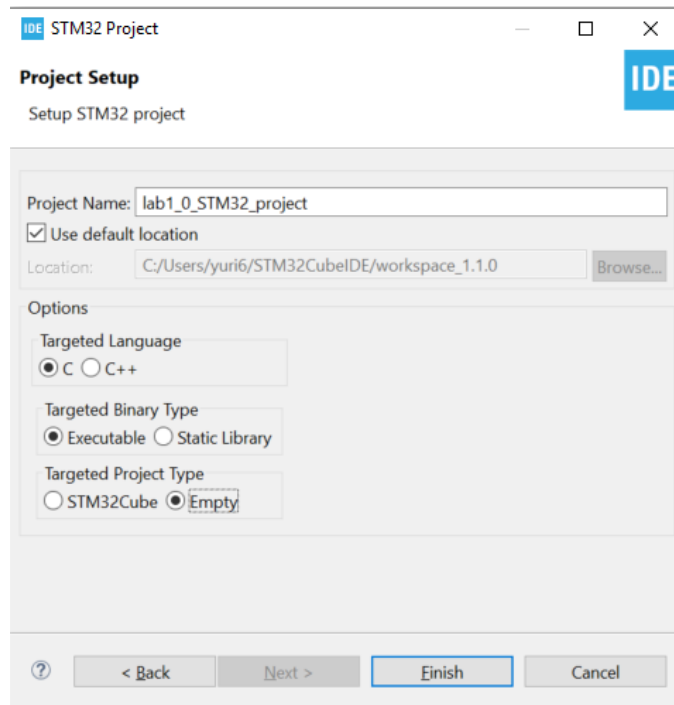 IDE STM32 Project
Project Setup
IDE
Setup STM32 project
Project Name: lab1_0_STM32_project
Use default location
Location: C:/Users/yuri6/STM32CubeIDE/workspace_1.1.0 Browse...
Options
Targeted Language
C C++
Targeted Binary Type
Executable Static Library
Targeted Project Type
STM32Cube Empty
? < Back Next > Finish Cancel